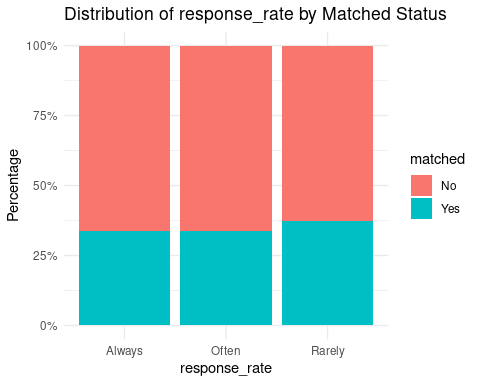 Distribution of response_rate by Matched Status
100%
75%
50%
25%
0%
Percentage
Always Often Rarely
response_rate
matched
No
Yes